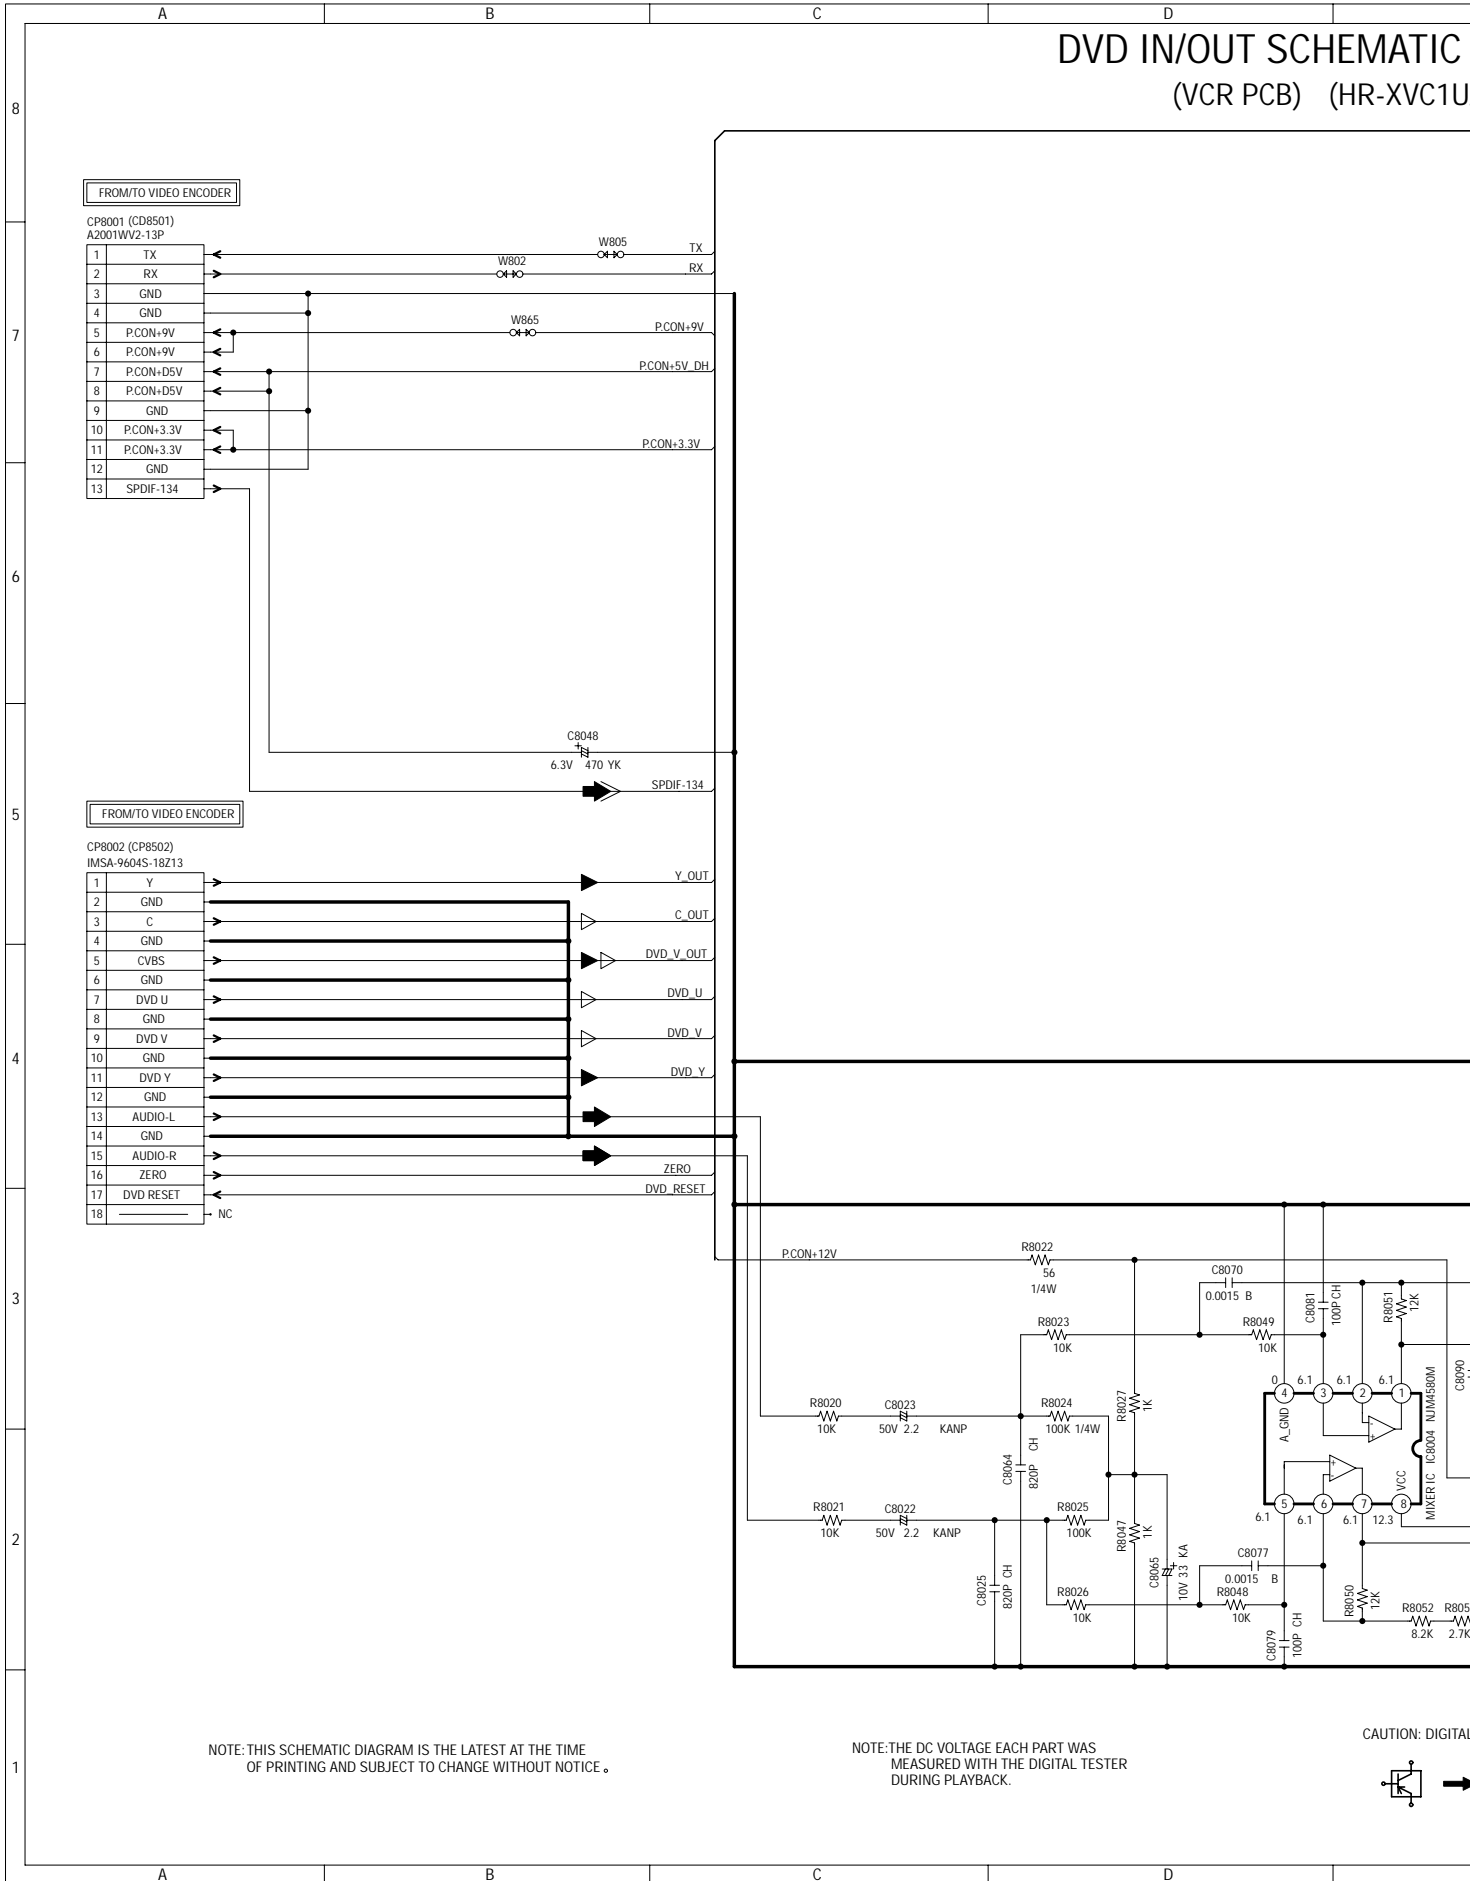 A B C D
DVD IN/OUT SCHEMATIC
(VCR PCB) (HR-XVC1U
8
FROM/TO VIDEO ENCODER
CP8001 (CD8501)
A2001WV2-13P
1 TX W805 TX
2 RX W802 RX
3 GND
4 GND
7
5 P.CON+9V W865 P.CON+9V
6 P.CON+9V
7 P.CON+D5V P.CON+5V_DH
8 P.CON+D5V
9 GND
10 P.CON+3.3V
11 P.CON+3.3V P.CON+3.3V
12 GND
13 SPDIF-134
6
C8048
+
6.3V 470 YK
SPDIF-134
5
FROM/TO VIDEO ENCODER
CP8002 (CP8502)
IMSA-9604S-18Z13
1 Y Y_OUT
2 GND
3 C C_OUT
4 GND
5 CVBS DVD_V_OUT
6 GND
7 DVD U DVD_U
8 GND
9 DVD V DVD_V
4
10 GND
11 DVD Y DVD_Y
12 GND
13 AUDIO-L
14 GND
15 AUDIO-R
16 ZERO ZERO
17 DVD RESET DVD_RESET
18 NC
P.CON+12V
R8022
56
1/4W
3
C8070
0.0015 B
C8081
100P CH
R8051
12K
R8023
10K
R8049
10K
C8090
0 6.1 6.1 6.1
4 3 2 1
A_GND
- +
R8027
1K
R8020
10K
C8023
50V 2.2 KANP
R8024
100K 1/4W
C8064
820P CH
MIXER IC IC8004 NJM4580M
+ -
VCC
5 6 7 8
6.1 6.1 6.1 12.3
2
R8021
10K
C8022
50V 2.2 KANP
R8025
100K
R8047
1K
C8065
+
10V 33 KA
C8025
820P CH
C8077
0.0015 B
R8026
10K
R8048
10K
C8079
100P CH
R8050
12K
R8052 R805
8.2K 2.7K
1
NOTE:THIS SCHEMATIC DIAGRAM IS THE LATEST AT THE TIME
OF PRINTING AND SUBJECT TO CHANGE WITHOUT NOTICE。
NOTE:THE DC VOLTAGE EACH PART WAS
MEASURED WITH THE DIGITAL TESTER
DURING PLAYBACK.
CAUTION: DIGITAL
A B C D